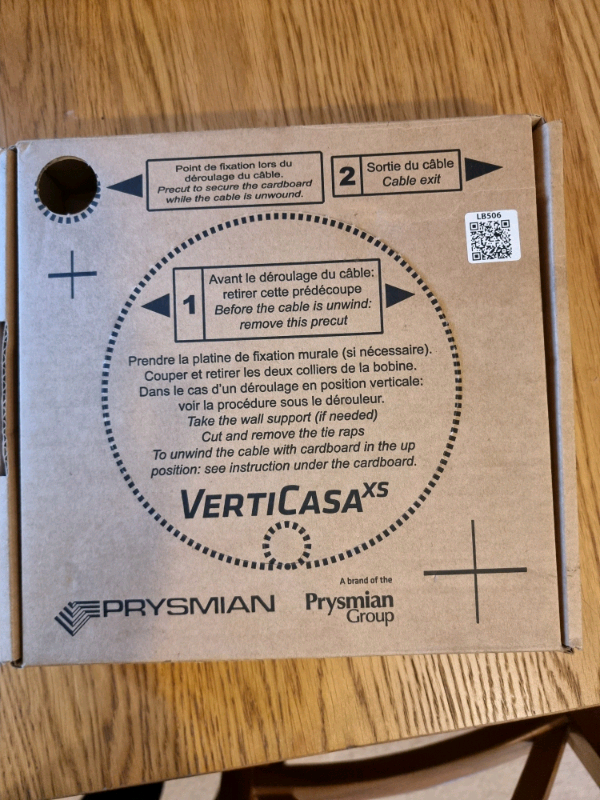 Point de fixation lors du
déroulage du câble.
Precut to secure the cardboard
while the cable is unwound.
2
Sortie du câble
Cable exit
LB506
1
Avant le déroulage du câble:
retirer cette prédécoupe
Before the cable is unwind:
remove this precut
Prendre la platine de fixation murale (si nécessaire).
Couper et retirer les deux colliers de la bobine.
Dans le cas d'un déroulage en position verticale:
voir la procédure sous le dérouleur.
Take the wall support (if needed)
Cut and remove the tie raps
To unwind the cable with cardboard in the up
position: see instruction under the cardboard.
VERTICASAXS
PRYSMIAN
A brand of the
Prysmian
Group